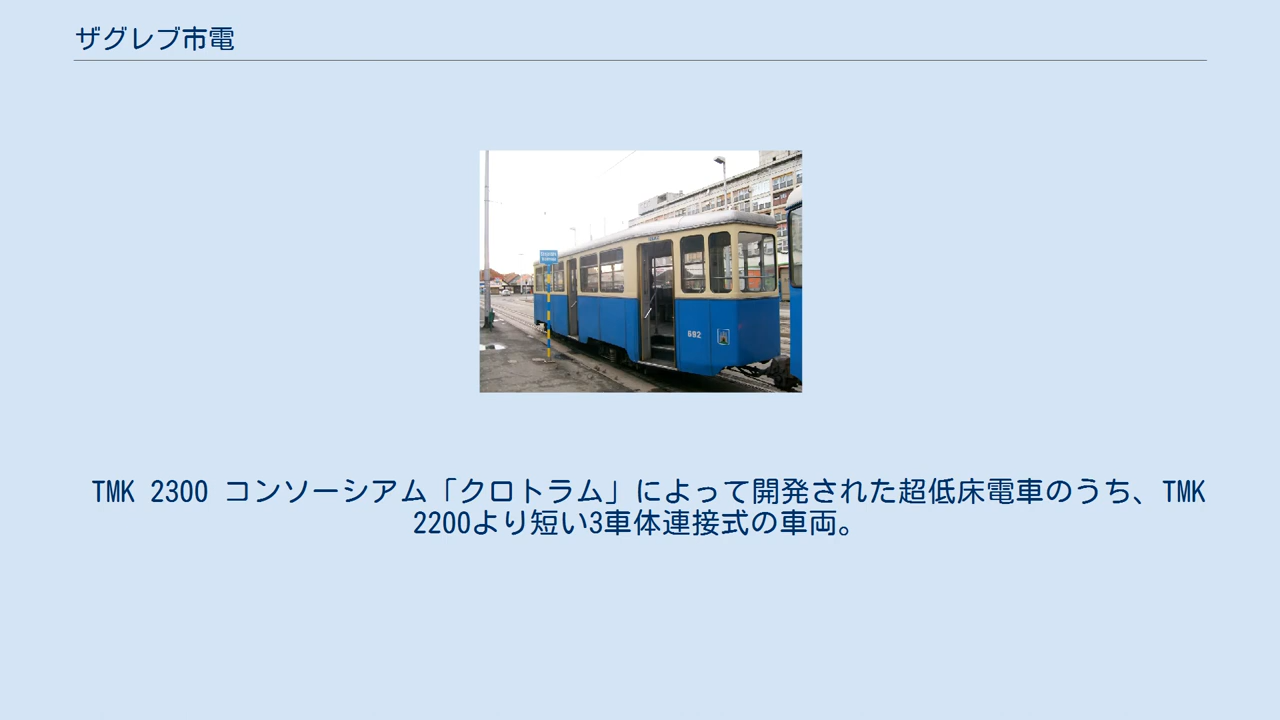 ザグレブ市電
692
TMK 2300 コンソーシアム「クロトラム」によって開発された超低床電車のうち、TMK
2200より短い3車体連接式の車両。